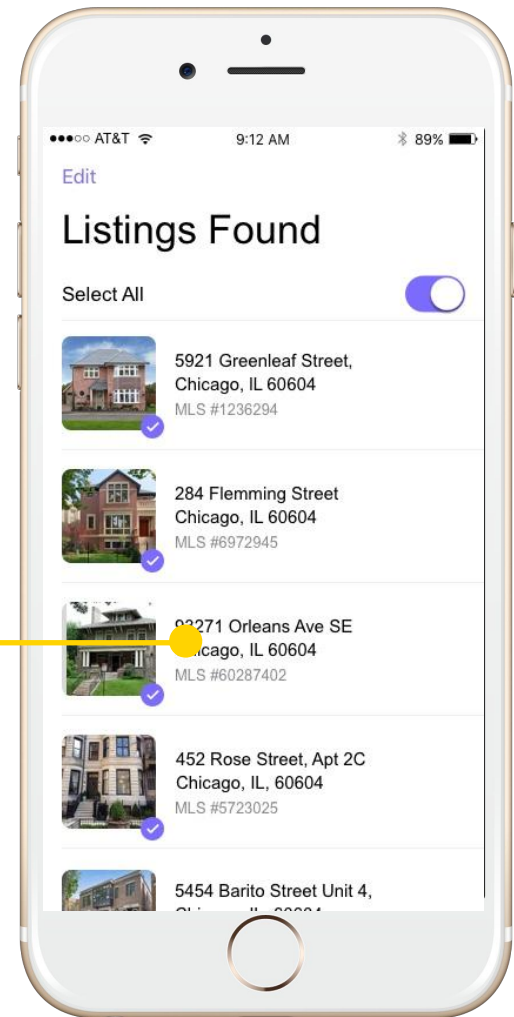 AT&T 9:12 AM 89%
Edit
Listings Found
Select All
5921 Greenleaf Street,
Chicago, IL 60604
MLS #1236294
284 Flemming Street
Chicago, IL 60604
MLS #6972945
Orleans Ave SE
IL 60604
MLS #60287402
452 Rose Street, Apt 2C
Chicago, IL, 60604
MLS #5723025
5454 Barito Street Unit 4,